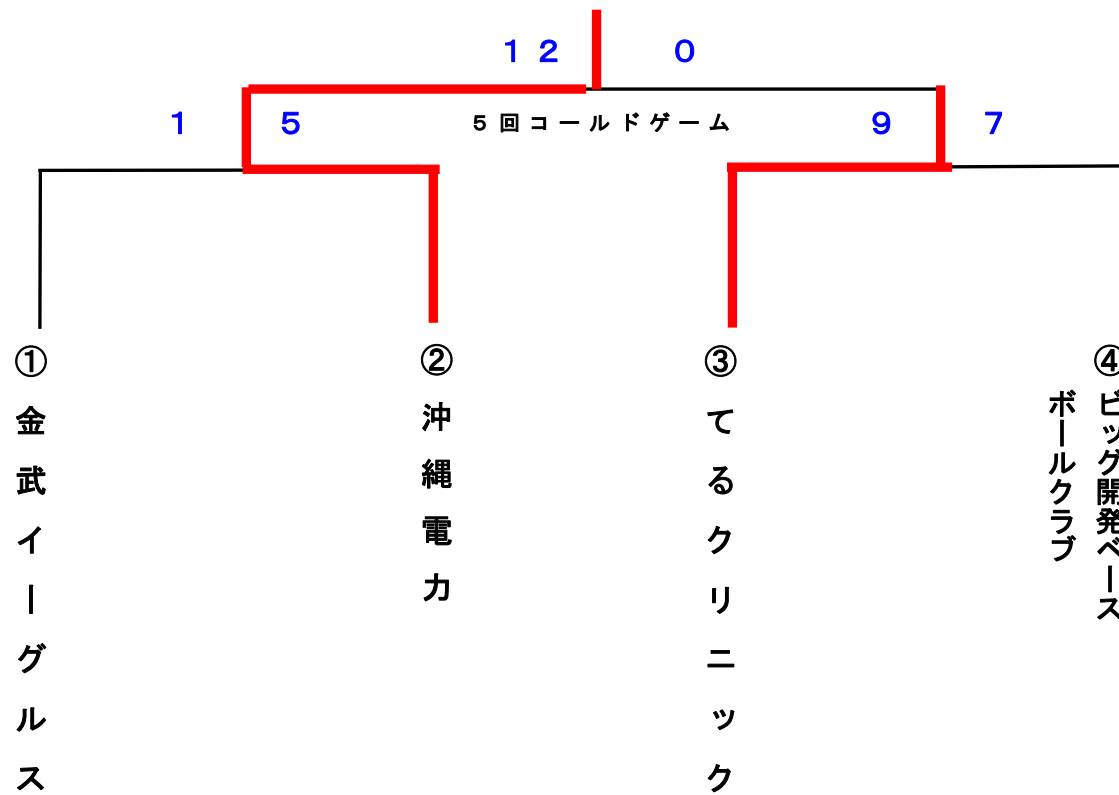 １２ ０
１ ５ ５回コールドゲーム ９ ７
①金武イーグルス
②沖縄電力
③てるクリニック
④ビッグ開発ベース
ボールクラブ